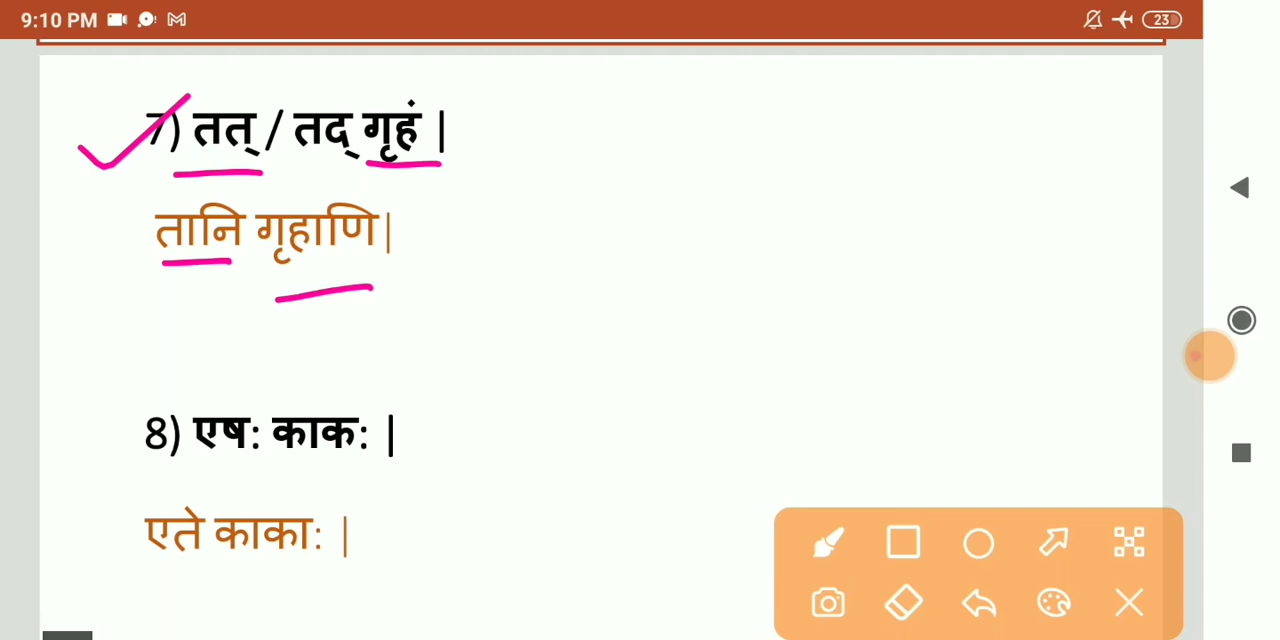 9:10 PM 23
7) तत् / तद् गृहं |
तानि गृहाणि|
8) एष: काक: |
एते काका: |